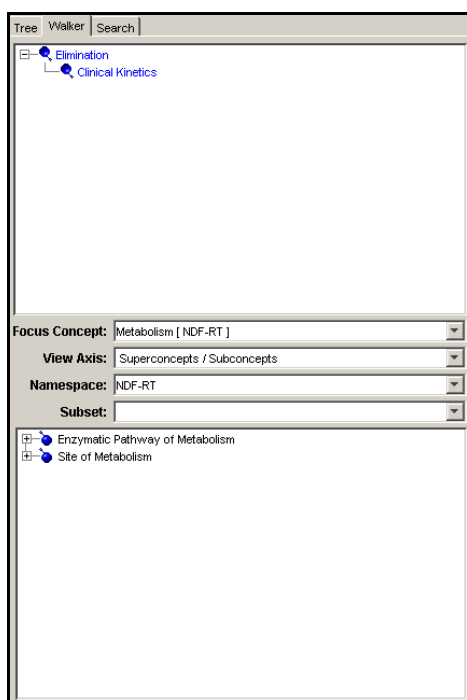 Tree Walker Search
Elimination
Clinical Kinetics
Focus Concept: Metabolism [ NDF-RT ]
View Axis: Superconcepts / Subconcepts
Namespace: NDF-RT
Subset:
Enzymatic Pathway of Metabolism
Site of Metabolism